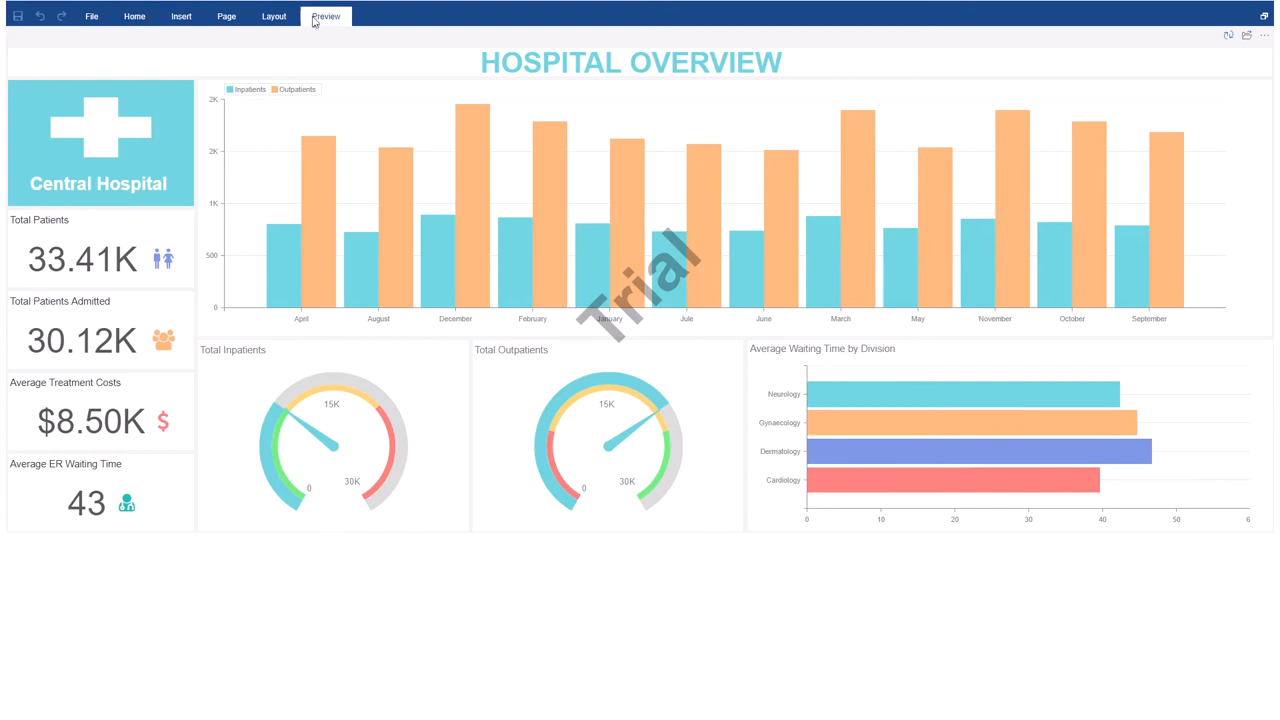 File Home Insert Page Layout Preview
HOSPITAL OVERVIEW
Central Hospital
Total Patients
33.41K
Total Patients Admitted
30.12K
Average Treatment Costs
$8.50K $
Average ER Waiting Time
43
Inpatients Outpatients
2K
2K
1K
500
0
April August December February January Jule June March May November October September
Trial
Total Inpatients
15K
0 30K
Total Outpatients
15K
0 30K
Average Waiting Time by Division
Neurology
Gynaecology
Dermatology
Cardiology
0 10 20 30 40 50 6